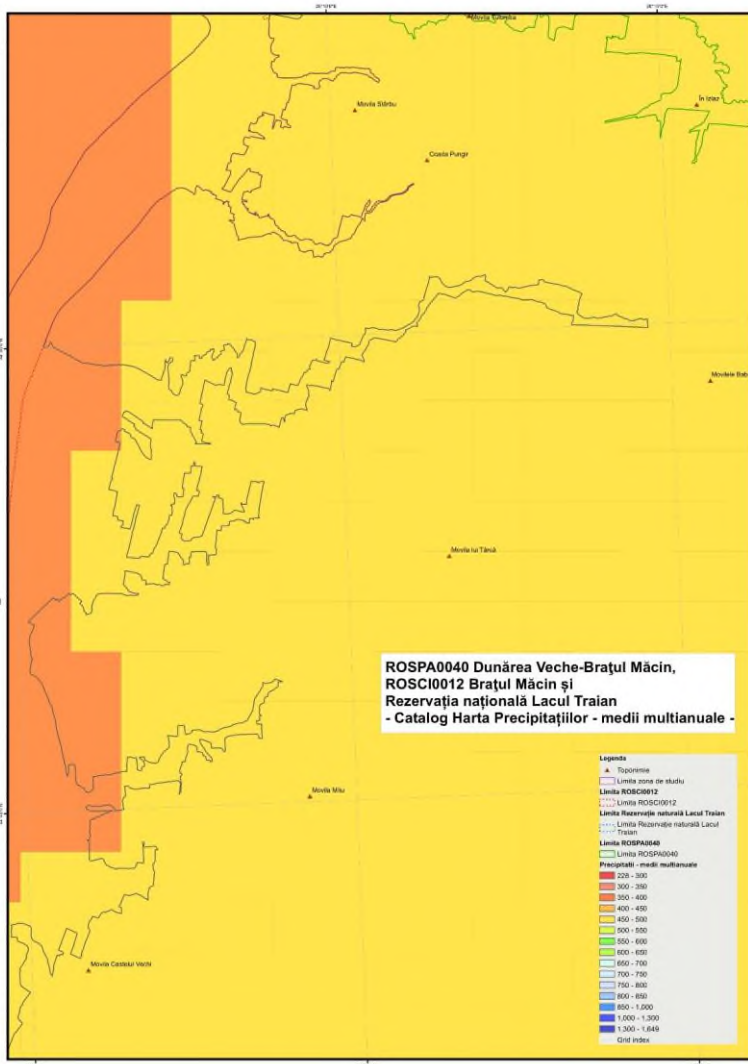 Movila Stârbu
În Izlaz
Coasta Pungir
Movilele Bab
Movila lui Tănuă
ROSPA0040 Dunărea Veche-Braţul Măcin,
ROSCI0012 Braţul Măcin şi
Rezervaţia naţională Lacul Traian
- Catalog Harta Precipitaţiilor - medii multianuale -
Legenda
Toponimie
Limita zona de studiu
Limita ROSCI0012
Limita ROSCI0012
Limita Rezervaţie naturală Lacul Traian
Limita Rezervaţie naturală Lacul
Traian
Limita ROSPA0040
Limita ROSPA0040
Precipitatii - medii multianuale
228 - 300
300 - 350
350 - 400
400 - 450
450 - 500
500 - 550
550 - 600
600 - 650
650 - 700
700 - 750
750 - 800
800 - 850
850 - 1,000
1,000 - 1,300
1,300 - 1,649
Grid index
Movila Milu
Movila Castelul Vechi